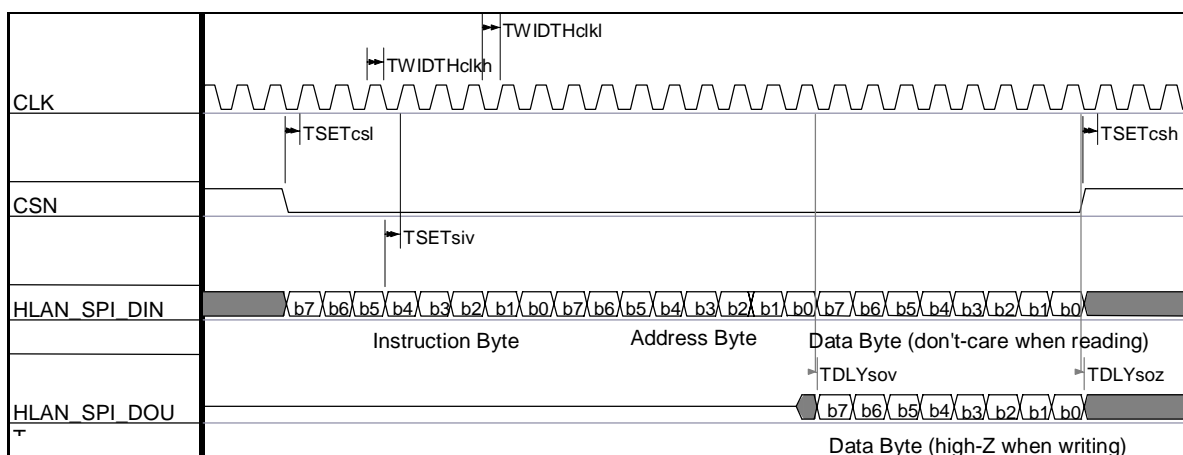 TWIDTHclkl
TWIDTHclkh
CLK
TSETcsl TSETcsh
CSN
TSETsiv
HLAN_SPI_DIN b7 b6 b5 b4 b3 b2 b1 b0 b7 b6 b5 b4 b3 b2 b1 b0 b7 b6 b5 b4 b3 b2 b1 b0
Instruction Byte Address Byte Data Byte (don't-care when reading)
TDLYsov TDLYsoz
HLAN_SPI_DOU b7 b6 b5 b4 b3 b2 b1 b0
T
Data Byte (high-Z when writing)